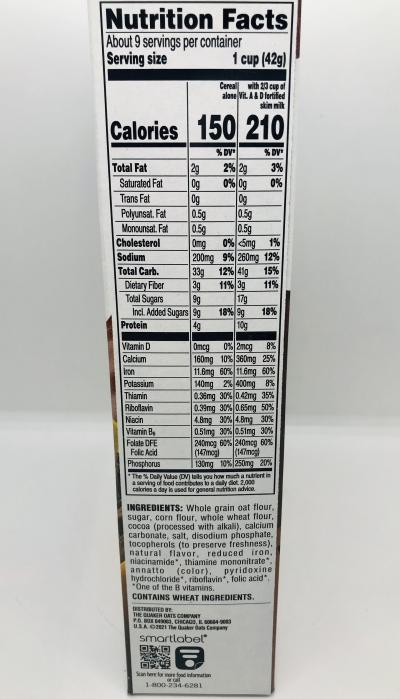 Nutrition Facts
About 9 servings per container
Serving size 1 cup (42g)
Cereal alone with 2/3 cup of Vit. A & D fortified skim milk
Calories 150 210
% DV* % DV*
Total Fat 2g 2% 2g 3%
Saturated Fat 0g 0% 0g 0%
Trans Fat 0g 0g
Polyunsat. Fat 0.5g 0.5g
Monounsat. Fat 0.5g 0.5g
Cholesterol 0mg 0% <5mg 1%
Sodium 200mg 9% 260mg 12%
Total Carb. 33g 12% 41g 15%
Dietary Fiber 3g 11% 3g 11%
Total Sugars 9g 17g
Incl. Added Sugars 9g 18% 9g 18%
Protein 4g 10g
Vitamin D 0mcg 0% 2mcg 8%
Calcium 160mg 10% 360mg 25%
Iron 11.6mg 60% 11.6mg 60%
Potassium 140mg 2% 400mg 8%
Thiamin 0.36mg 30% 0.42mg 35%
Riboflavin 0.39mg 30% 0.65mg 50%
Niacin 4.8mg 30% 4.8mg 30%
Vitamin B6 0.51mg 30% 0.51mg 30%
Folate DFE 240mcg 60% 240mcg 60%
Folic Acid (147mcg) (147mcg)
Phosphorus 130mg 10% 250mg 20%
* The % Daily Value (DV) tells you how much a nutrient in
a serving of food contributes to a daily diet. 2,000
calories a day is used for general nutrition advice.
INGREDIENTS: Whole grain oat flour,
sugar, corn flour, whole wheat flour,
cocoa (processed with alkali), calcium
carbonate, salt, disodium phosphate,
tocopherols (to preserve freshness),
natural flavor, reduced iron,
niacinamide*, thiamine mononitrate*,
annatto (color), pyridoxine
hydrochloride*, riboflavin*, folic acid*.
*One of the B vitamins.
CONTAINS WHEAT INGREDIENTS.
DISTRIBUTED BY:
THE QUAKER OATS COMPANY
P.O. BOX 049003, CHICAGO, IL 60604-9003
U.S.A. ©2021 The Quaker Oats Company
smartlabel
Scan here for more food information
or call
1-800-234-6281